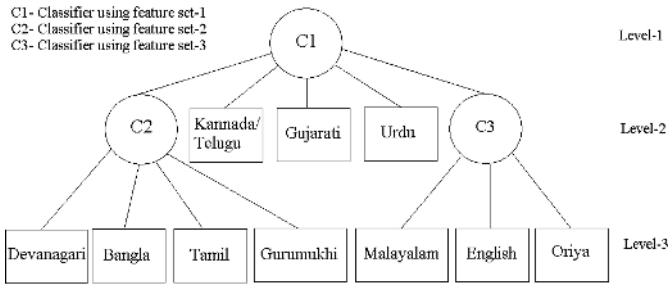 C1- Classifier using feature set-1
C2- Classifier using feature set-2
C3- Classifier using feature set-3
C1
Level-1
C2
Kannada/
Telugu
Gujarati
Urdu
C3
Level-2
Devanagari
Bangla
Tamil
Gurumukhi
Malayalam
English
Oriya
Level-3